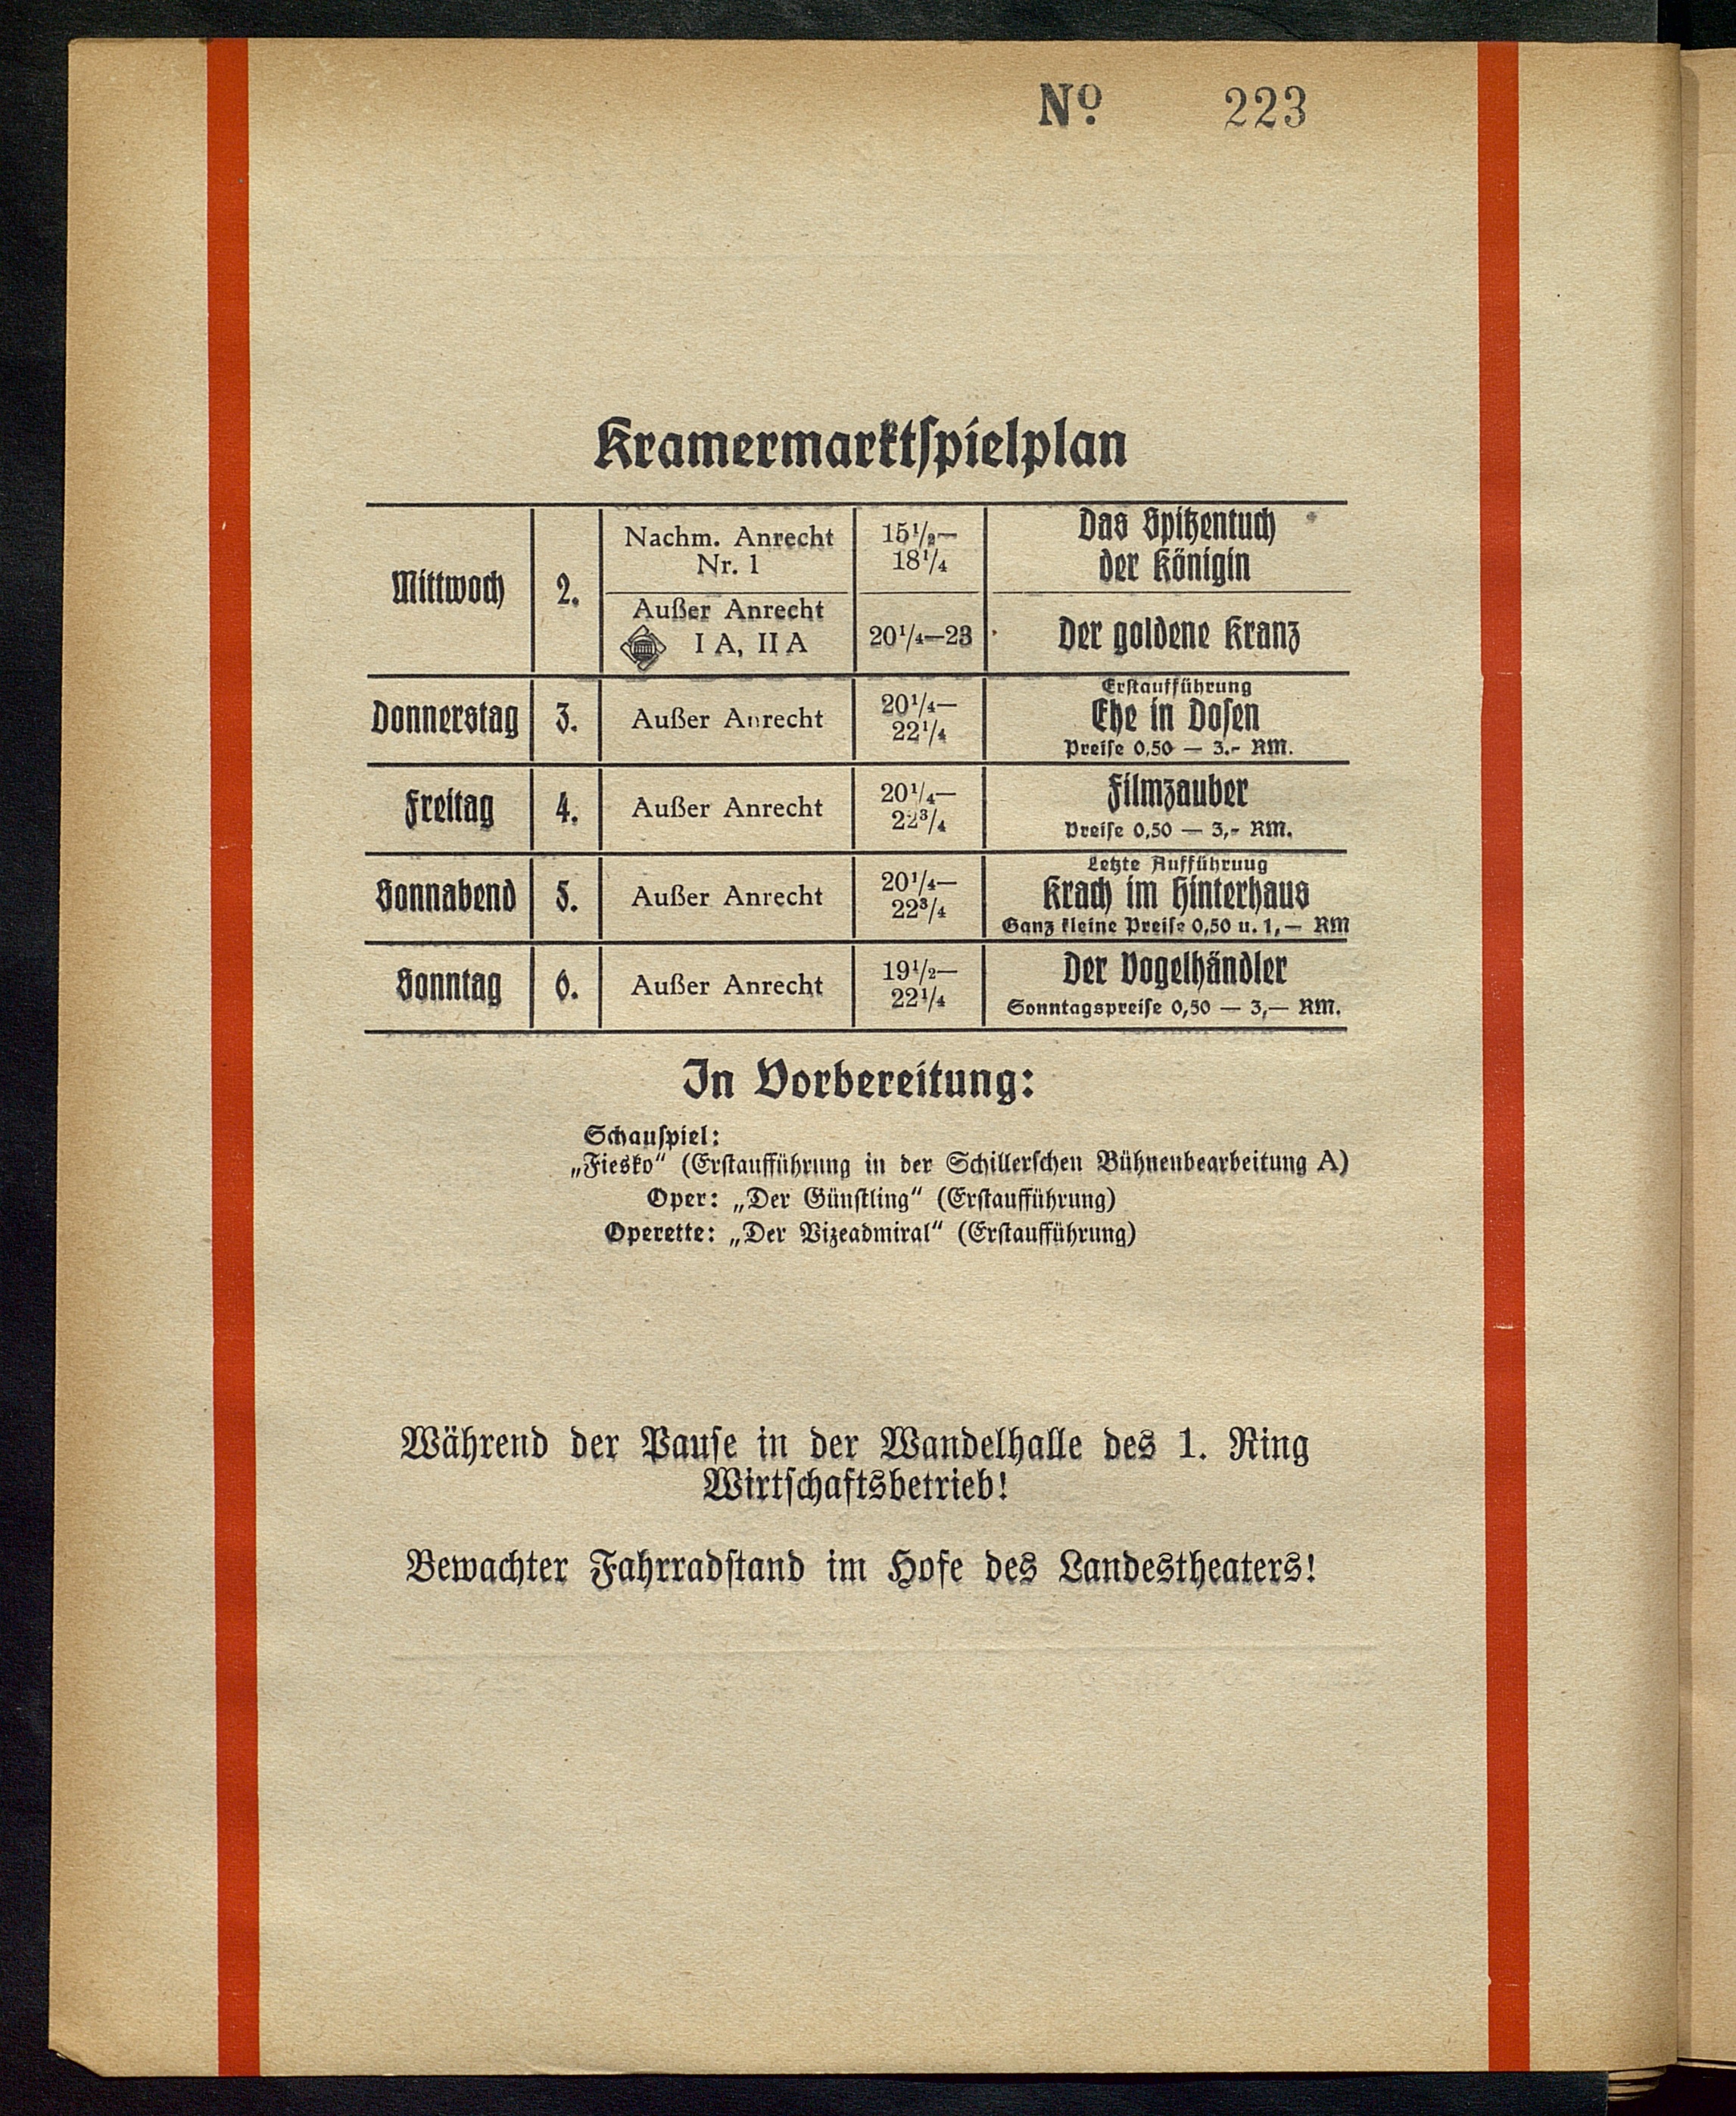 Nº 223
Kramermarktspielplan
Mittwoch 2.
Nachm. Anrecht
Nr. 1
15½—
18¼
Das Spitzentuch
der Königin
Außer Anrecht
I A, II A
20¼—23
Der goldene Kranz
Donnerstag 3. Außer Anrecht
20¼—
22¼
Erstaufführung
Ehe in Dosen
Preise 0,50 — 3.- RM.
Freitag 4. Außer Anrecht
20¼—
22¾
Filmzauber
Preise 0,50 — 3,- RM.
Sonnabend 5. Außer Anrecht
20¼—
22¾
Letzte Aufführung
Krach im Hinterhaus
Ganz kleine Preise 0,50 u. 1,— RM
Sonntag 6. Außer Anrecht
19½—
22¼
Der Vogelhändler
Sonntagspreise 0,50 — 3,— RM.
In Vorbereitung:
Schauspiel:
„Fiesko“ (Erstaufführung in der Schillerschen Bühnenbearbeitung A)
Oper: „Der Günstling“ (Erstaufführung)
Operette: „Der Vizeadmiral“ (Erstaufführung)
Während der Pause in der Wandelhalle des 1. Ring
Wirtschaftsbetrieb!
Bewachter Fahrradstand im Hofe des Landestheaters!